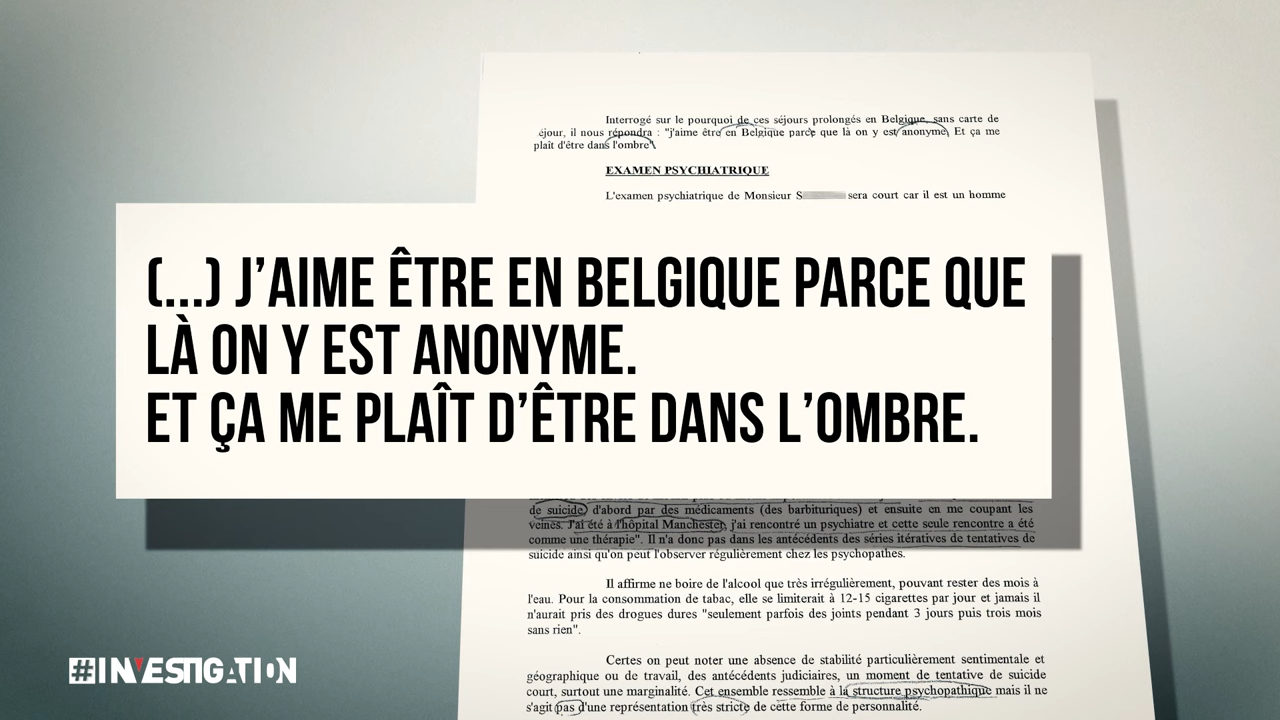 Interrogé sur le pourquoi de ces séjours prolongés en Belgique, sans carte de
éjour, il nous répondra : "j'aime être en Belgique parce que là on y est anonyme. Et ça me
plait d'être dans l'ombre".
EXAMEN PSYCHIATRIQUE
L'examen psychiatrique de Monsieur S sera court car il est un homme
(...) J'AIME ÊTRE EN BELGIQUE PARCE QUE
LÀ ON Y EST ANONYME.
ET ÇA ME PLAÎT D'ÊTRE DANS L'OMBRE.
de suicide, d'abord par des médicaments (des barbituriques) et ensuite en me coupant les
veines. J'ai été à l'hôpital Manchester, j'ai rencontré un psychiatre et cette seule rencontre a été
comme une thérapie". Il n'a donc pas dans les antécédents des séries itératives de tentatives de
suicide ainsi qu'on peut l'observer régulièrement chez les psychopathes.
Il affirme ne boire de l'alcool que très irrégulièrement, pouvant rester des mois à
l'eau. Pour la consommation de tabac, elle se limiterait à 12-15 cigarettes par jour et jamais il
n'aurait pris des drogues dures "seulement parfois des joints pendant 3 jours puis trois mois
sans rien".
Certes on peut noter une absence de stabilité particulièrement sentimentale et
géographique ou de travail, des antécédents judiciaires, un moment de tentative de suicide
court, surtout une marginalité. Cet ensemble ressemble à la structure psychopathique mais il ne
s'agit pas d'une représentation très stricte de cette forme de personnalité.
#INVESTIGATION